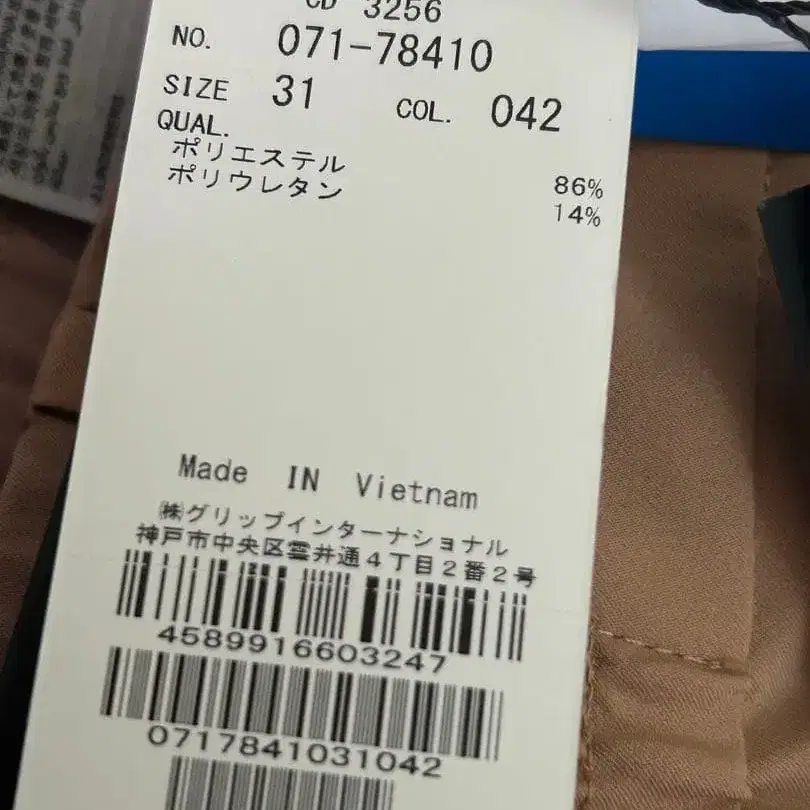 CD 3256
NO. 071-78410
SIZE 31 COL. 042
QUAL.
ポリエステル 86%
ポリウレタン 14%
Made IN Vietnam
㈱グリップインターナショナル
神戸市中央区雲井通4丁目2番2号
4589916603247
0717841031042